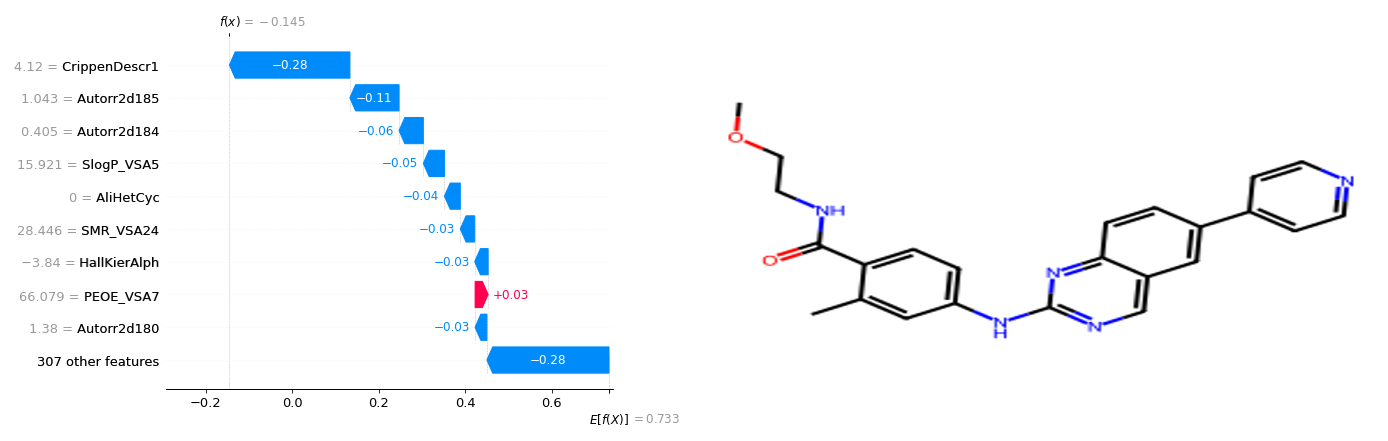 f(x) = −0.145
4.12 = CrippenDescr1
−0.28
1.043 = Autorr2d185
−0.11
0.405 = Autorr2d184
−0.06
15.921 = SlogP_VSA5
−0.05
0 = AliHetCyc
−0.04
28.446 = SMR_VSA24
−0.03
−3.84 = HallKierAlph
−0.03
66.079 = PEOE_VSA7
+0.03
1.38 = Autorr2d180
−0.03
307 other features
−0.28
−0.2 0.0 0.2 0.4 0.6
E[f(X)] = 0.733
O
NH
O
N
H
N
N
N